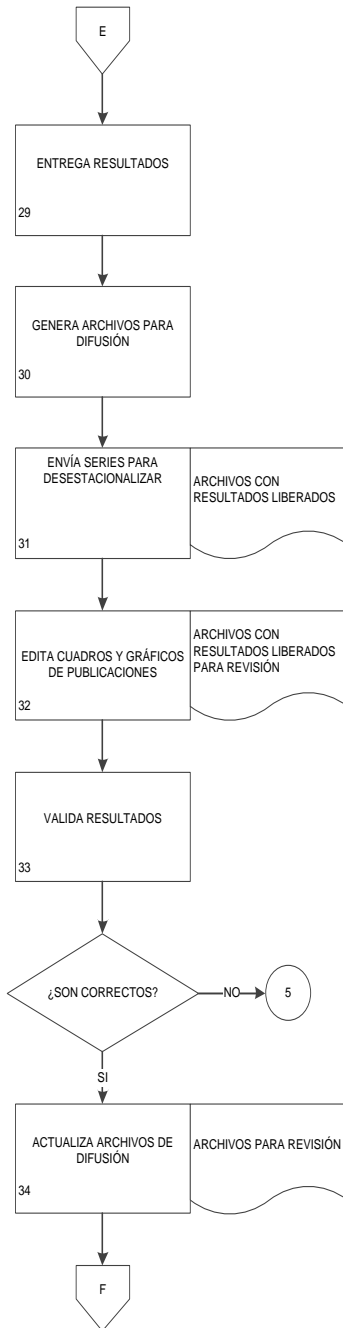 E
ENTREGA RESULTADOS
29
GENERA ARCHIVOS PARA
DIFUSIÓN
30
ENVÍA SERIES PARA
DESESTACIONALIZAR
31
ARCHIVOS CON
RESULTADOS LIBERADOS
EDITA CUADROS Y GRÁFICOS
DE PUBLICACIONES
32
ARCHIVOS CON
RESULTADOS LIBERADOS
PARA REVISIÓN
VALIDA RESULTADOS
33
¿SON CORRECTOS?
NO
5
SI
ACTUALIZA ARCHIVOS DE
DIFUSIÓN
34
ARCHIVOS PARA REVISIÓN
F